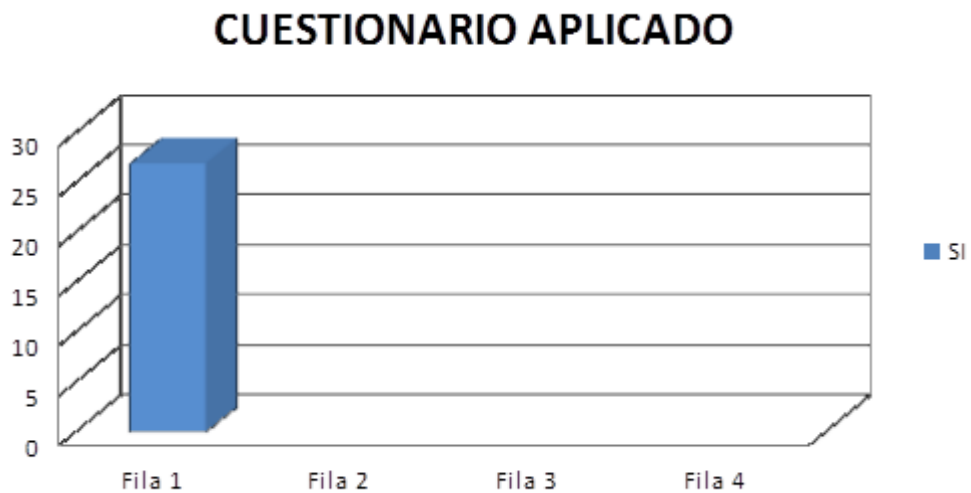 CUESTIONARIO APLICADO
30
25
20
15
10
5
0
SI
Fila 1
Fila 2
Fila 3
Fila 4